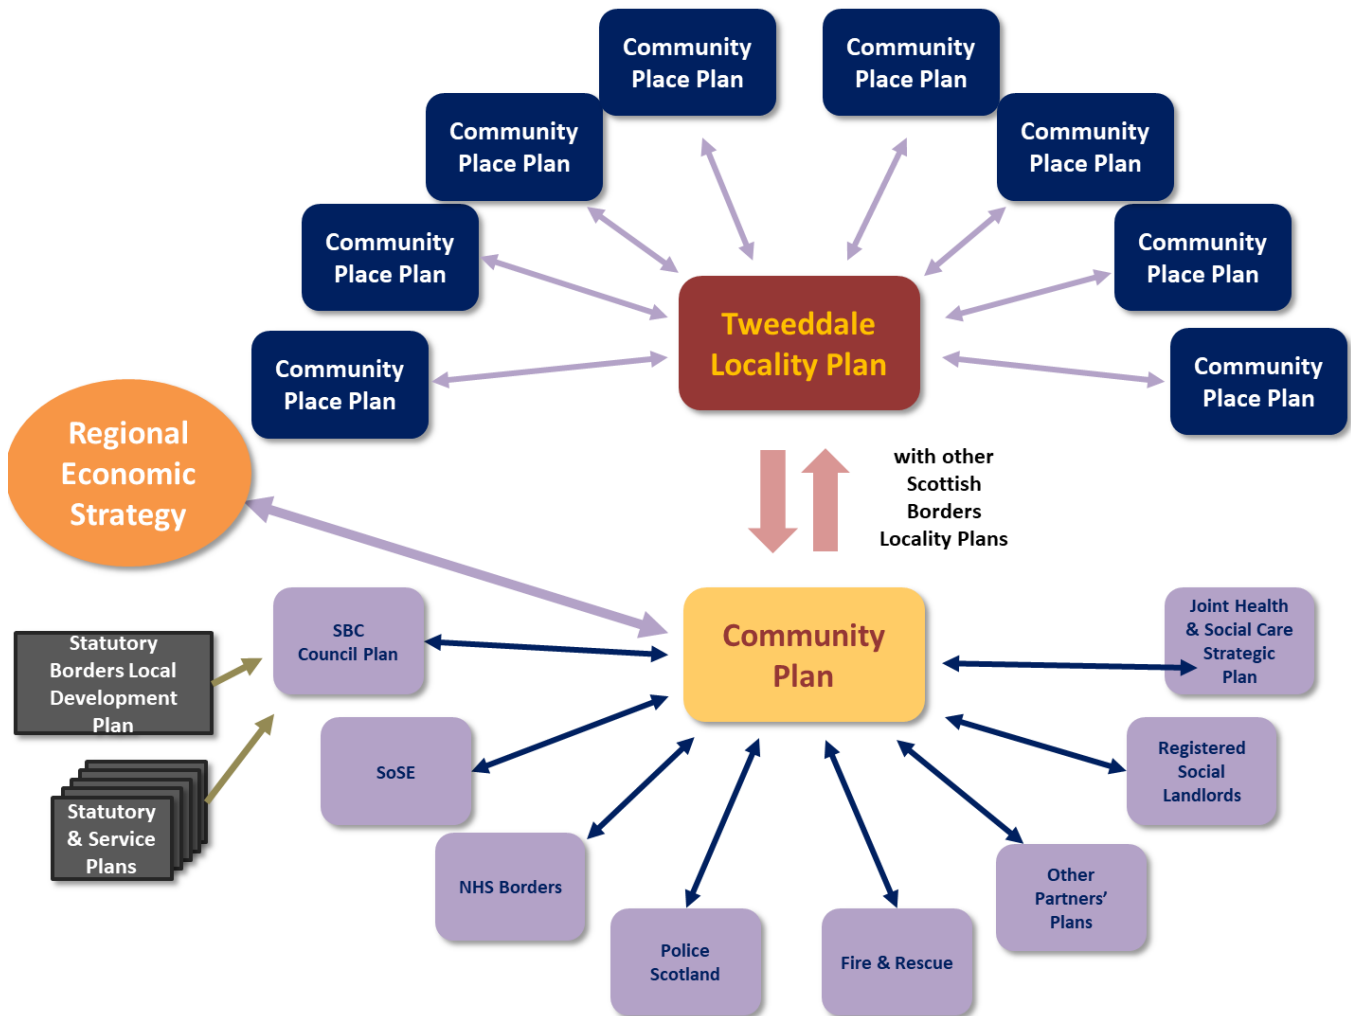 Community
Place Plan
Community
Place Plan
Community
Place Plan
Community
Place Plan
Community
Place Plan
Community
Place Plan
Community
Place Plan
Community
Place Plan
Tweeddale
Locality Plan
Regional
Economic
Strategy
with other
Scottish
Borders
Locality Plans
Community
Plan
SBC
Council Plan
Statutory
Borders Local
Development
Plan
Statutory
& Service
Plans
SoSE
NHS Borders
Police
Scotland
Fire & Rescue
Other
Partners’
Plans
Registered
Social
Landlords
Joint Health
& Social Care
Strategic
Plan